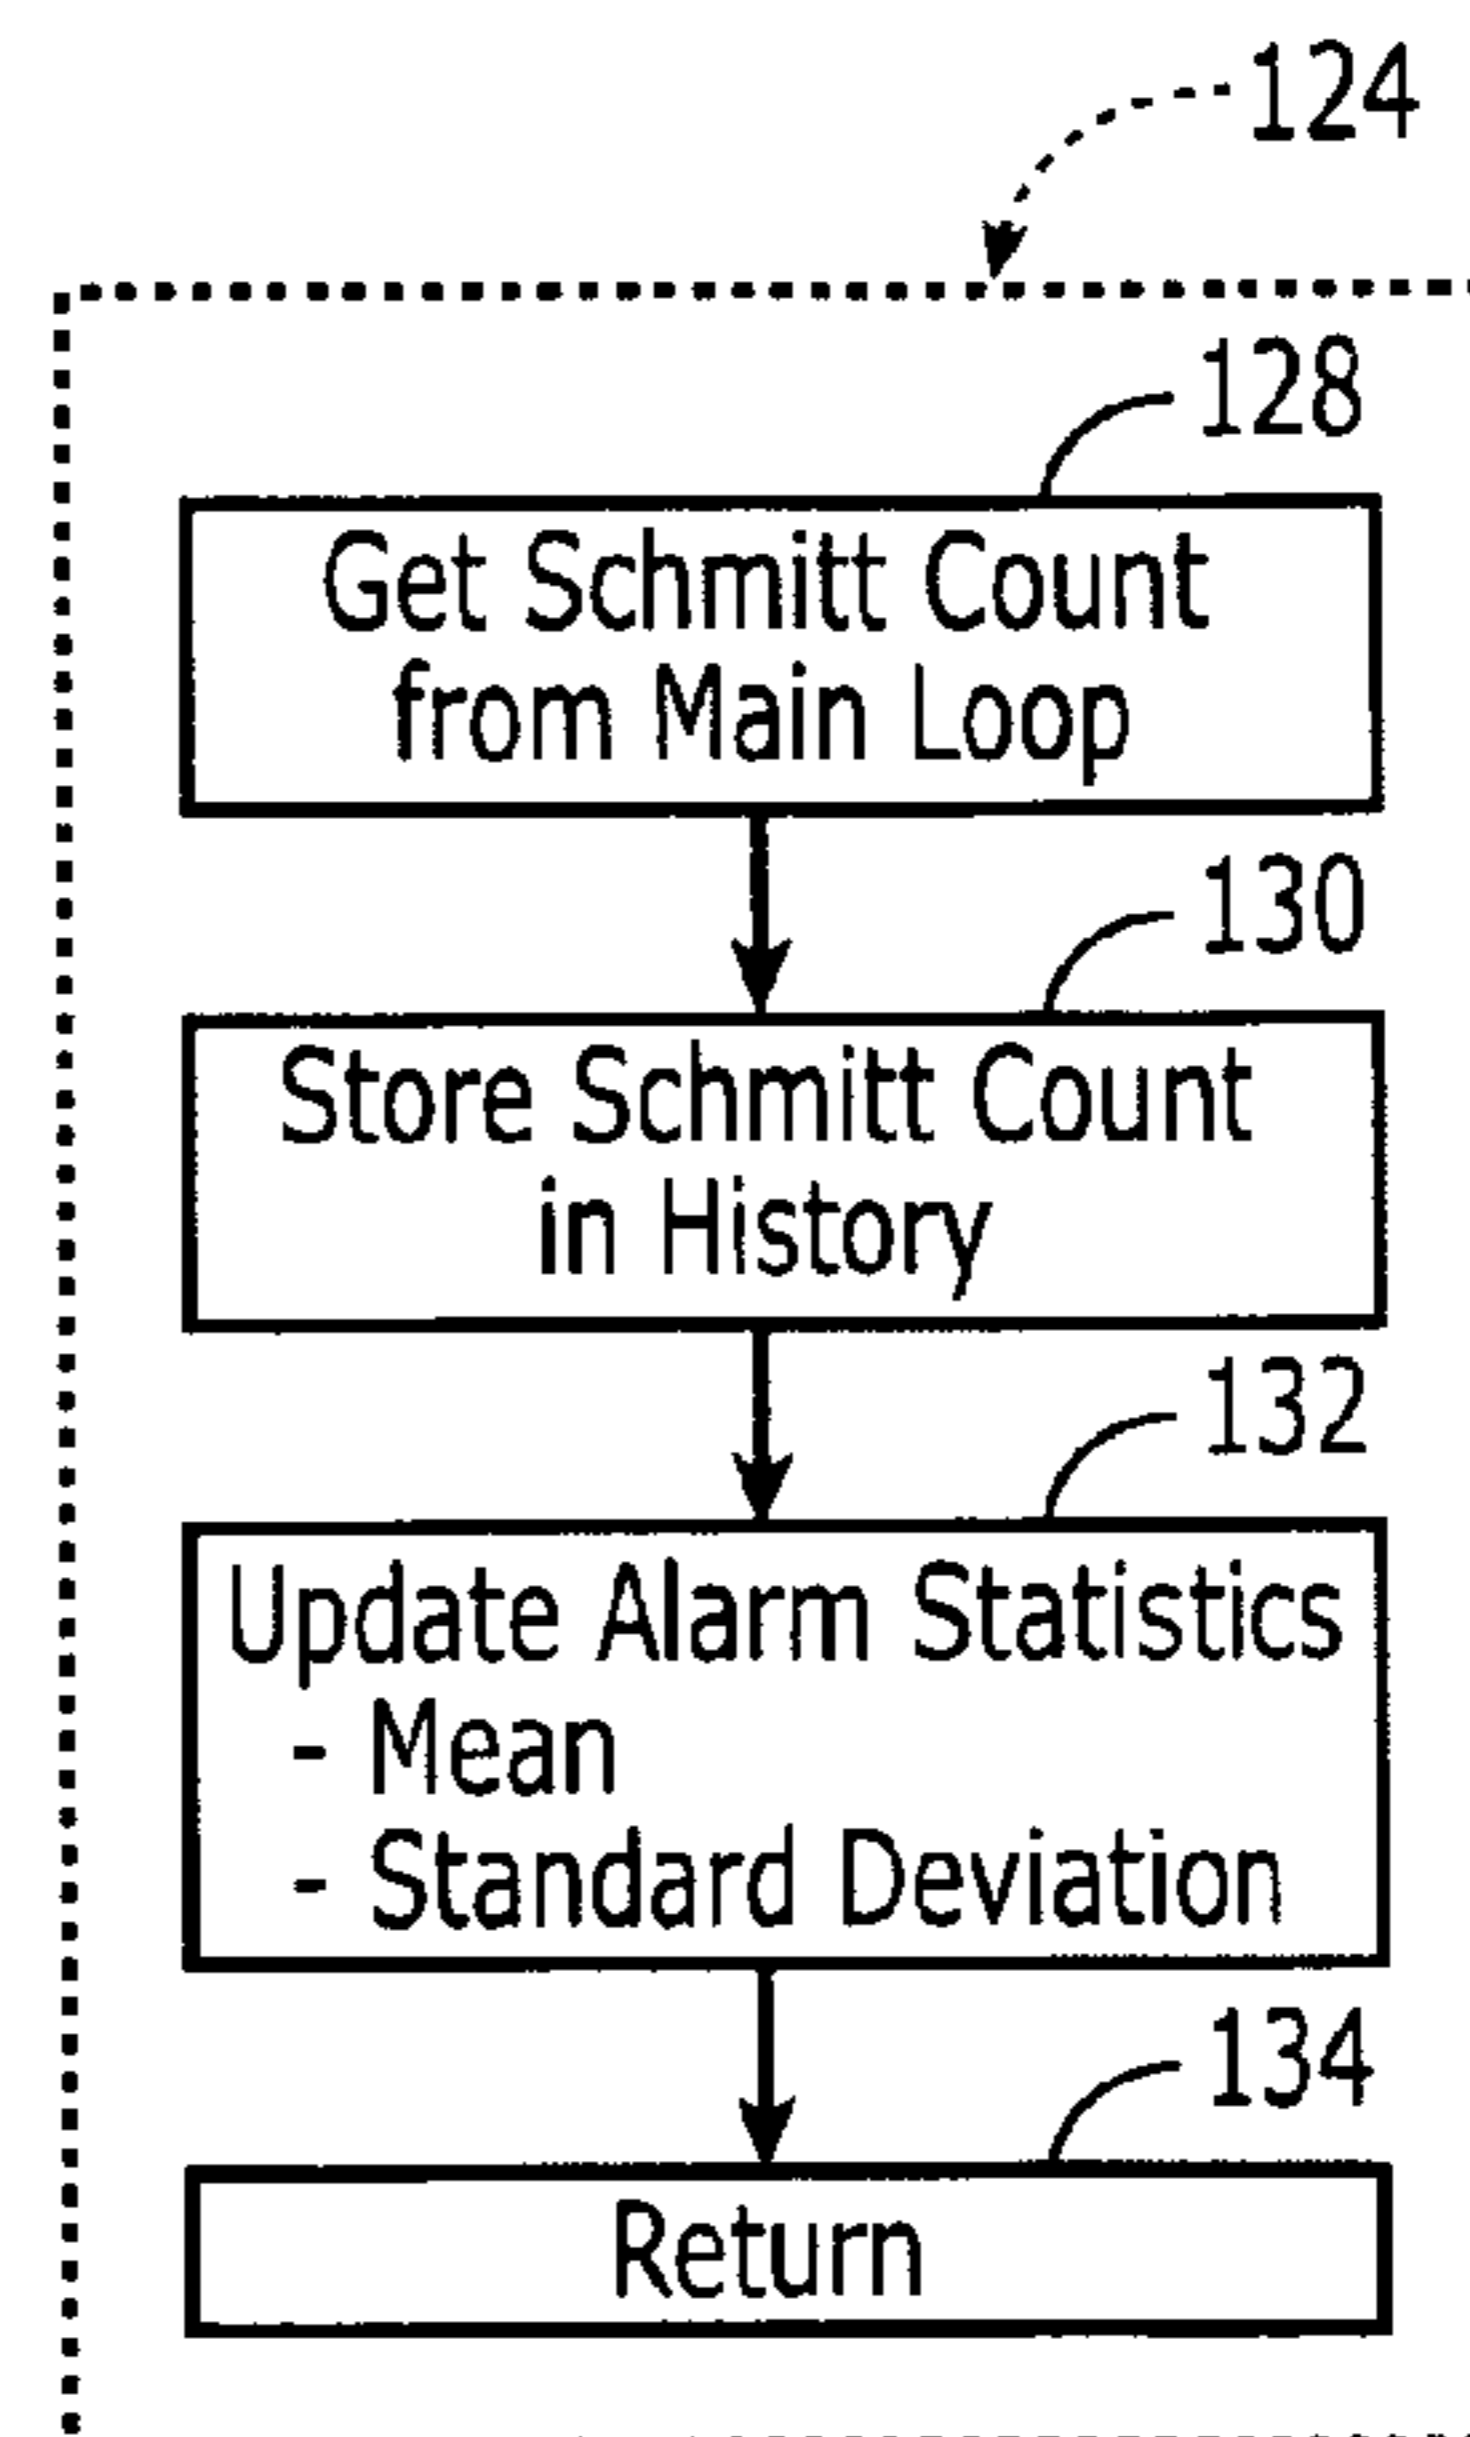 124
128
Get Schmitt Count
from Main Loop
130
Store Schmitt Count
in History
132
Update Alarm Statistics
- Mean
- Standard Deviation
134
Return